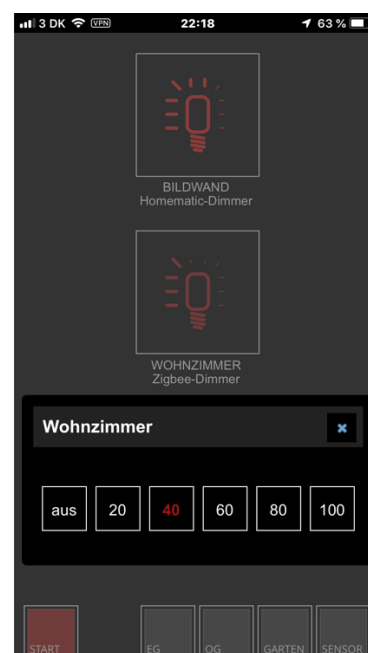 3 DK VPN 22:18 63 %
BILDWAND
Homematic-Dimmer
WOHNZIMMER
Zigbee-Dimmer
Wohnzimmer
aus 20 40 60 80 100
START EG OG GARTEN SENSOR